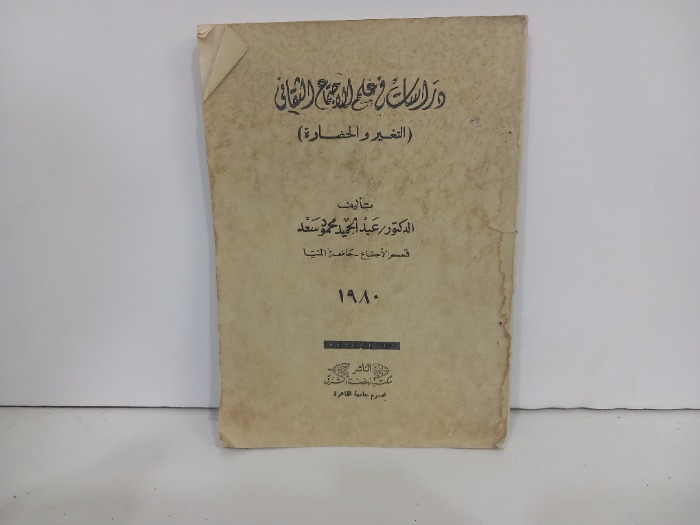 دراسات في علم الاجتماع الثقافي
(التغير والحضارة)
تأليف
الدكتور/ عبد الحميد محمود سعد
قسم الاجتماع - جامعة المنيا
١٩٨٠
الناشر
مكتبة نهضة الشرق
بحرم جامعة القاهرة